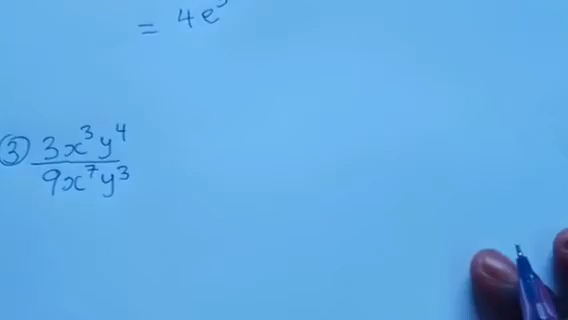 = 4e
③ 3x³y⁴
9x⁷y³